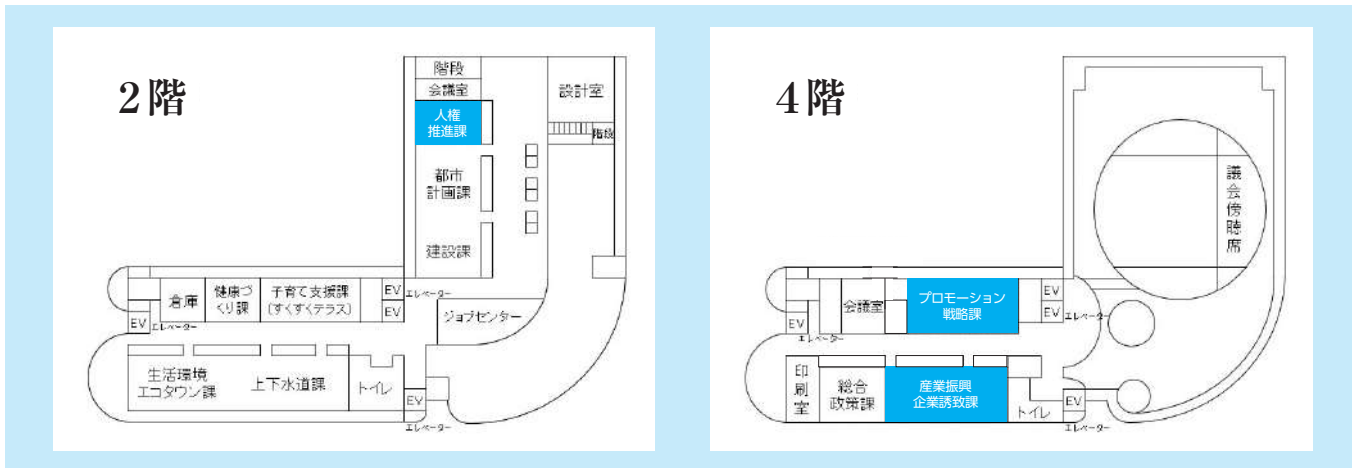 2階
階段
会議室
設計室
人権
推進課
階段
都市
計画課
建設課
倉庫
健康づ
くり課
子育て支援課
(すくすくテラス)
EV
エレベーター
EV
EV
エレベーター
ジョブセンター
生活環境
エコタウン課
上下水道課
トイレ
EV
エレベーター
4階
議会傍聴席
会議室
プロモーション
戦略課
EV
EV
エレベーター
EV
エレベーター
印刷室
総合
政策課
産業振興
企業誘致課
トイレ
EV
エレベーター